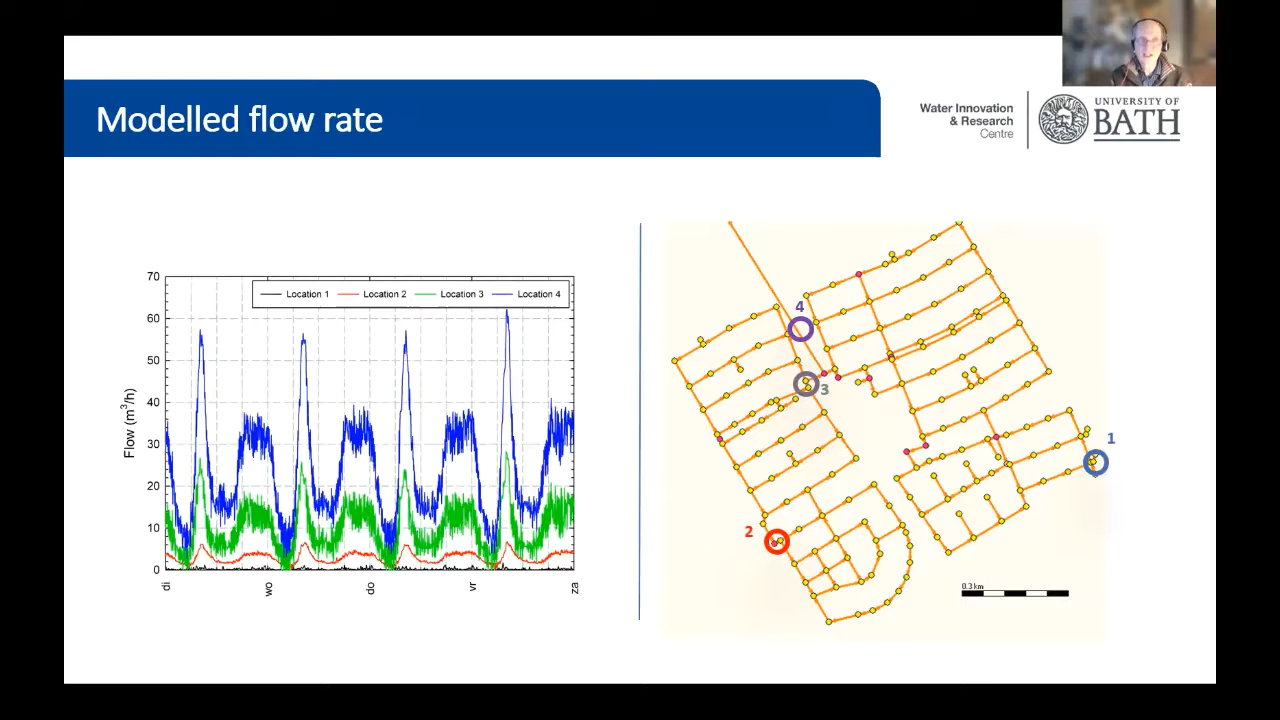 Modelled flow rate
Water Innovation
& Research
Centre
UNIVERSITY OF
BATH
70
60
50
40
30
20
10
0
Flow (m³/h)
Location 1
Location 2
Location 3
Location 4
di
wo
do
vr
za
4
3
1
2
0.3 km